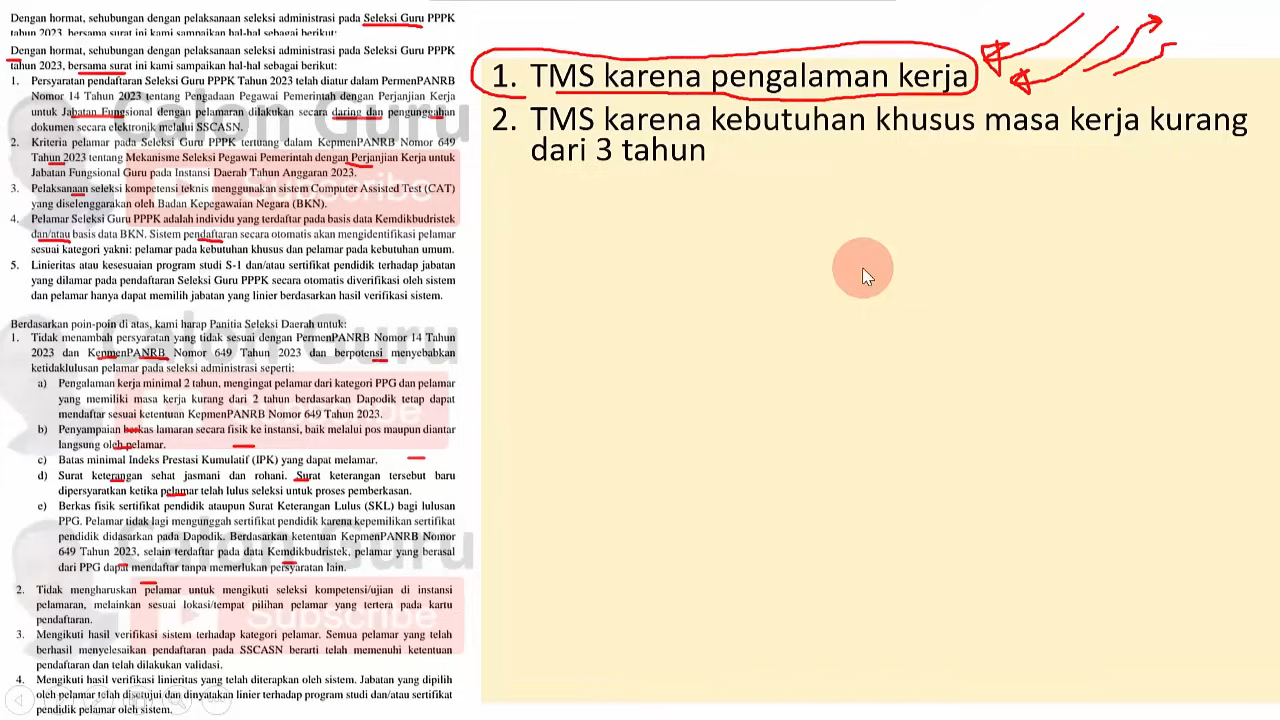 Dengan hormat, sehubungan dengan pelaksanaan seleksi administrasi pada Seleksi Guru PPPK
tahun 2023, bersama surat ini kami sampaikan hal-hal sebagai berikut:
Dengan hormat, sehubungan dengan pelaksanaan seleksi administrasi pada Seleksi Guru PPPK
tahun 2023, bersama surat ini kami sampaikan hal-hal sebagai berikut:
1. Persyaratan pendaftaran Seleksi Guru PPPK Tahun 2023 telah diatur dalam PermenPANRB
Nomor 14 Tahun 2023 tentang Pengadaan Pegawai Pemerintah dengan Perjanjian Kerja
untuk Jabatan Fungsional dengan pelamaran dilakukan secara daring dan pengunggahan
dokumen secara elektronik melalui SSCASN.
2. Kriteria pelamar pada Seleksi Guru PPPK tertuang dalam KepmenPANRB Nomor 649
Tahun 2023 tentang Mekanisme Seleksi Pegawai Pemerintah dengan Perjanjian Kerja untuk
Jabatan Fungsional Guru pada Instansi Daerah Tahun Anggaran 2023.
3. Pelaksanaan seleksi kompetensi teknis menggunakan sistem Computer Assisted Test (CAT)
yang diselenggarakan oleh Badan Kepegawaian Negara (BKN).
4. Pelamar Seleksi Guru PPPK adalah individu yang terdaftar pada basis data Kemdikbudristek
dan/atau basis data BKN. Sistem pendaftaran secara otomatis akan mengidentifikasi pelamar
sesuai kategori yakni: pelamar pada kebutuhan khusus dan pelamar pada kebutuhan umum.
5. Linieritas atau kesesuaian program studi S-1 dan/atau sertifikat pendidik terhadap jabatan
yang dilamar pada pendaftaran Seleksi Guru PPPK secara otomatis diverifikasi oleh sistem
dan pelamar hanya dapat memilih jabatan yang linier berdasarkan hasil verifikasi sistem.
Berdasarkan poin-poin di atas, kami harap Panitia Seleksi Daerah untuk:
1. Tidak menambah persyaratan yang tidak sesuai dengan PermenPANRB Nomor 14 Tahun
2023 dan KepmenPANRB Nomor 649 Tahun 2023 dan berpotensi menyebabkan
ketidaklulusan pelamar pada seleksi administrasi seperti:
a) Pengalaman kerja minimal 2 tahun, mengingat pelamar dari kategori PPG dan pelamar
yang memiliki masa kerja kurang dari 2 tahun berdasarkan Dapodik tetap dapat
mendaftar sesuai ketentuan KepmenPANRB Nomor 649 Tahun 2023.
b) Penyampaian berkas lamaran secara fisik ke instansi, baik melalui pos maupun diantar
langsung oleh pelamar.
c) Batas minimal Indeks Prestasi Kumulatif (IPK) yang dapat melamar.
d) Surat keterangan sehat jasmani dan rohani. Surat keterangan tersebut baru
dipersyaratkan ketika pelamar telah lulus seleksi untuk proses pemberkasan.
e) Berkas fisik sertifikat pendidik ataupun Surat Keterangan Lulus (SKL) bagi lulusan
PPG. Pelamar tidak lagi mengunggah sertifikat pendidik karena kepemilikan sertifikat
pendidik didasarkan pada Dapodik. Berdasarkan ketentuan KepmenPANRB Nomor
649 Tahun 2023, selain terdaftar pada data Kemdikbudristek, pelamar yang berasal
dari PPG dapat mendaftar tanpa memerlukan persyaratan lain.
2. Tidak mengharuskan pelamar untuk mengikuti seleksi kompetensi/ujian di instansi
pelamaran, melainkan sesuai lokasi/tempat pilihan pelamar yang tertera pada kartu
pendaftaran.
3. Mengikuti hasil verifikasi sistem terhadap kategori pelamar. Semua pelamar yang telah
berhasil menyelesaikan pendaftaran pada SSCASN berarti telah memenuhi ketentuan
pendaftaran dan telah dilakukan validasi.
4. Mengikuti hasil verifikasi linieritas yang telah diterapkan oleh sistem. Jabatan yang dipilih
oleh pelamar telah disetujui dan dinyatakan linier terhadap program studi dan/atau sertifikat
pendidik pelamar oleh sistem.
Calon Guru
Subscribe
Calon Guru
Subscribe
Calon Guru
Subscribe
1. TMS karena pengalaman kerja
2. TMS karena kebutuhan khusus masa kerja kurang
dari 3 tahun